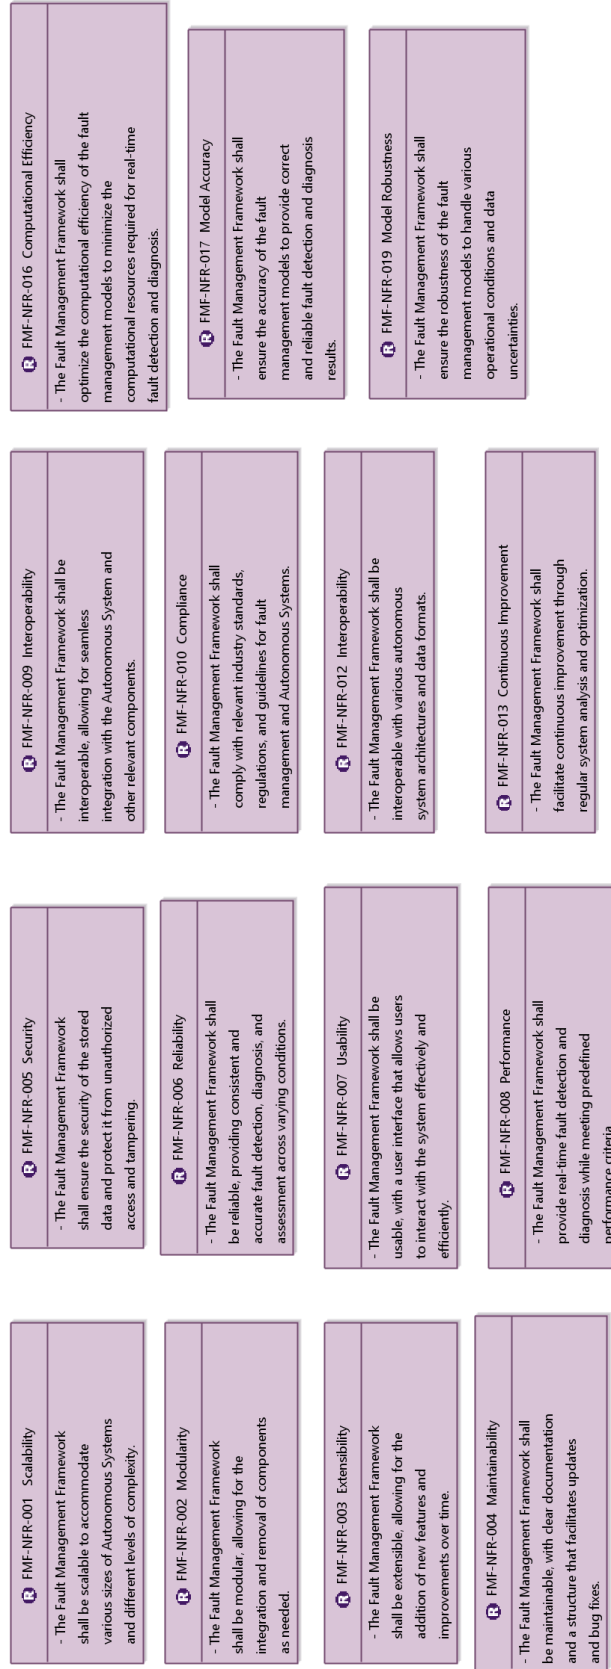 R FMF-NFR-001 Scalability
- The Fault Management Framework
shall be scalable to accommodate
various sizes of Autonomous Systems
and different levels of complexity.
R FMF-NFR-002 Modularity
- The Fault Management Framework
shall be modular, allowing for the
integration and removal of components
as needed.
R FMF-NFR-003 Extensibility
- The Fault Management Framework
shall be extensible, allowing for the
addition of new features and
improvements over time.
R FMF-NFR-004 Maintainability
- The Fault Management Framework shall
be maintainable, with clear documentation
and a structure that facilitates updates
and bug fixes.
R FMF-NFR-005 Security
- The Fault Management Framework
shall ensure the security of the stored
data and protect it from unauthorized
access and tampering.
R FMF-NFR-006 Reliability
- The Fault Management Framework shall
be reliable, providing consistent and
accurate fault detection, diagnosis, and
assessment across varying conditions.
R FMF-NFR-007 Usability
- The Fault Management Framework shall be
usable, with a user interface that allows users
to interact with the system effectively and
efficiently.
R FMF-NFR-008 Performance
- The Fault Management Framework shall
provide real-time fault detection and
diagnosis while meeting predefined
performance criteria
R FMF-NFR-009 Interoperability
- The Fault Management Framework shall be
interoperable, allowing for seamless
integration with the Autonomous System and
other relevant components.
R FMF-NFR-010 Compliance
- The Fault Management Framework shall
comply with relevant industry standards,
regulations, and guidelines for fault
management and Autonomous Systems.
R FMF-NFR-012 Interoperability
- The Fault Management Framework shall be
interoperable with various autonomous
system architectures and data formats.
R FMF-NFR-013 Continuous Improvement
- The Fault Management Framework shall
facilitate continuous improvement through
regular system analysis and optimization.
R FMF-NFR-016 Computational Efficiency
- The Fault Management Framework shall
optimize the computational efficiency of the fault
management models to minimize the
computational resources required for real-time
fault detection and diagnosis.
R FMF-NFR-017 Model Accuracy
- The Fault Management Framework shall
ensure the accuracy of the fault
management models to provide correct
and reliable fault detection and diagnosis
results.
R FMF-NFR-019 Model Robustness
- The Fault Management Framework shall
ensure the robustness of the fault
management models to handle various
operational conditions and data
uncertainties.